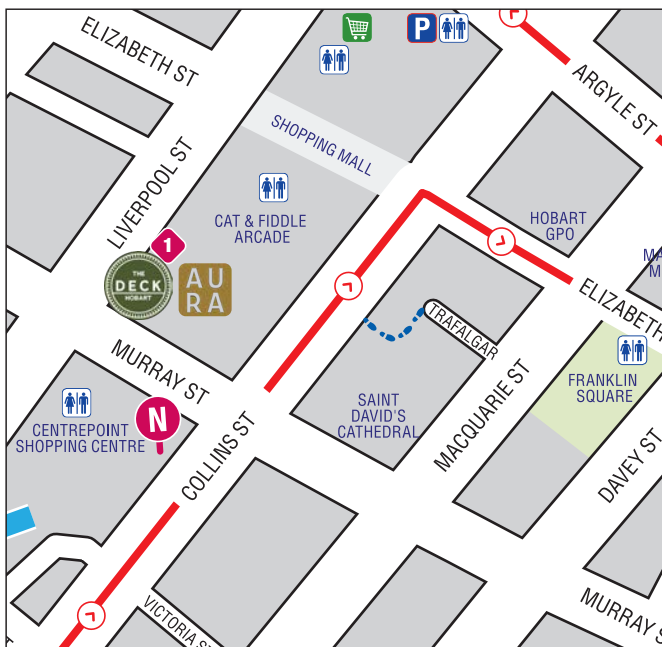 ELIZABETH ST
P
ARGYLE ST
SHOPPING MALL
LIVERPOOL ST
CAT & FIDDLE
ARCADE
HOBART
GPO
1
THE
DECK
HOBART
AU
RA
ELIZABETH
TRAFALGAR
MURRAY ST
MACQUARIE ST
FRANKLIN
SQUARE
SAINT
DAVID'S
CATHEDRAL
N
CENTREPOINT
SHOPPING CENTRE
COLLINS ST
DAVEY ST
VICTORIA ST
MURRAY S